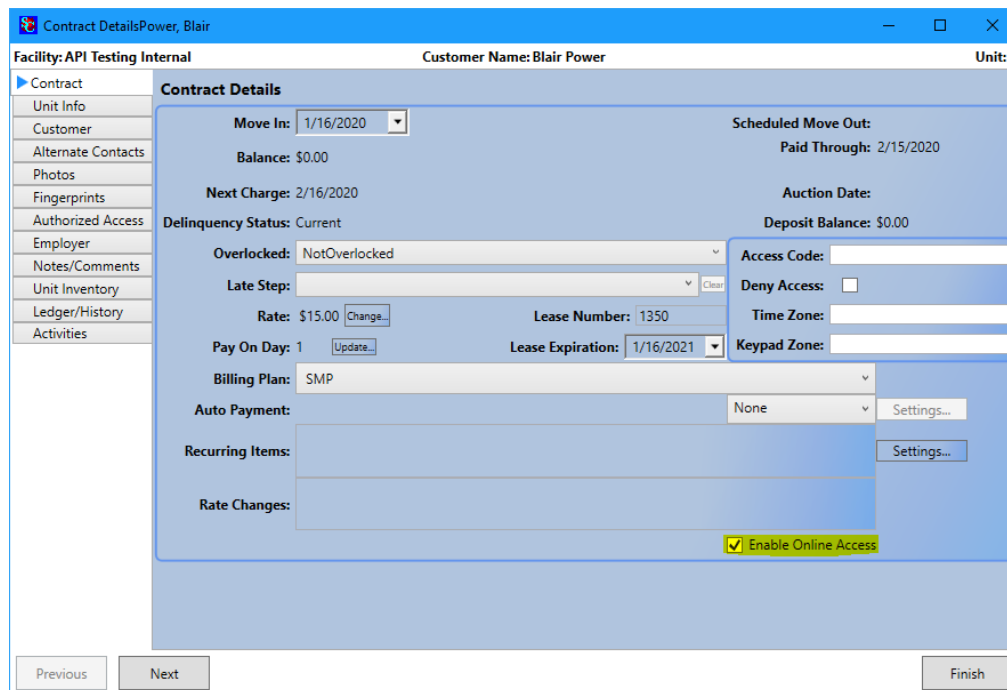 Contract DetailsPower, Blair
Facility: API Testing Internal Customer Name: Blair Power Unit:
Contract
Unit Info
Customer
Alternate Contacts
Photos
Fingerprints
Authorized Access
Employer
Notes/Comments
Unit Inventory
Ledger/History
Activities
Contract Details
Move In: 1/16/2020 Scheduled Move Out:
Balance: $0.00 Paid Through: 2/15/2020
Next Charge: 2/16/2020 Auction Date:
Delinquency Status: Current Deposit Balance: $0.00
Overlocked: NotOverlocked Access Code:
Late Step: Clear Deny Access:
Rate: $15.00 Change... Lease Number: 1350 Time Zone:
Pay On Day: 1 Update... Lease Expiration: 1/16/2021 Keypad Zone:
Billing Plan: SMP
Auto Payment: None Settings...
Recurring Items: Settings...
Rate Changes:
Enable Online Access
Previous Next Finish